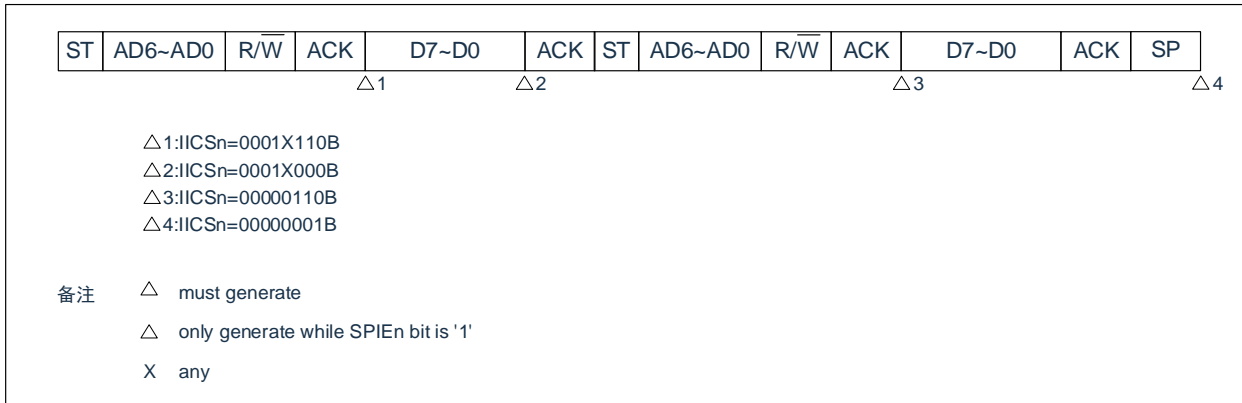 ST AD6~AD0 R/W̅ ACK D7~D0 ACK ST AD6~AD0 R/W̅ ACK D7~D0 ACK SP
△1 △2 △3 △4
△1:IICSn=0001X110B
△2:IICSn=0001X000B
△3:IICSn=00000110B
△4:IICSn=00000001B
备注 △ must generate
△ only generate while SPIEn bit is '1'
X any